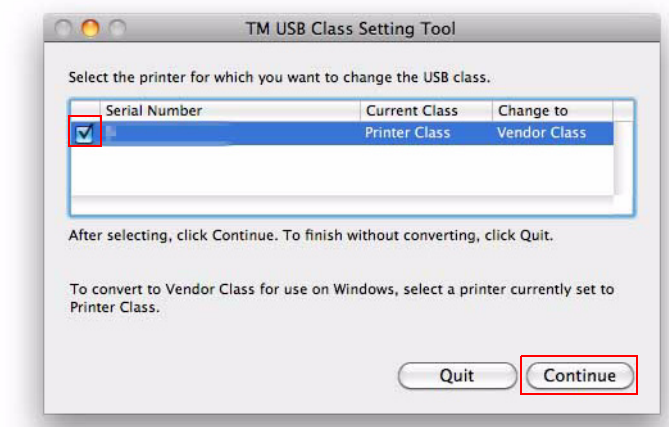 TM USB Class Setting Tool
Select the printer for which you want to change the USB class.
Serial Number Current Class Change to
Printer Class Vendor Class
After selecting, click Continue. To finish without converting, click Quit.
To convert to Vendor Class for use on Windows, select a printer currently set to
Printer Class.
Quit Continue